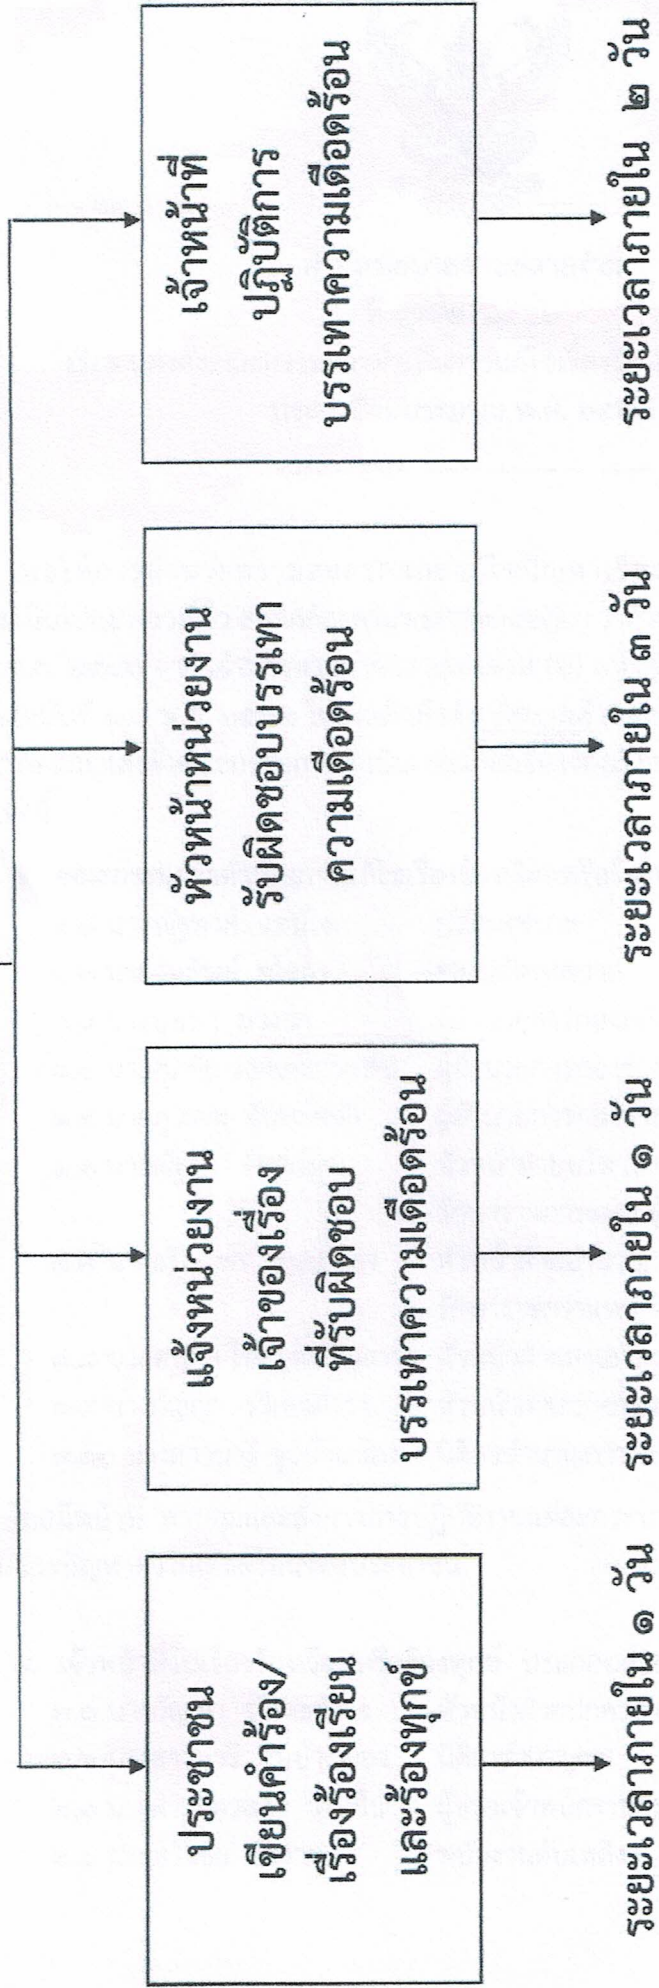 ประชาชน
เขียนคำร้อง/
เรื่องร้องเรียน
และร้องทุกข์
ระยะเวลาภายใน ๑ วัน
แจ้งหน่วยงาน
เจ้าของเรื่อง
ที่รับผิดชอบ
บรรเทาความเดือดร้อน
ระยะเวลาภายใน ๑ วัน
หัวหน้าหน่วยงาน
รับผิดชอบบรรเทา
ความเดือดร้อน
ระยะเวลาภายใน ๓ วัน
เจ้าหน้าที่
ปฏิบัติการ
บรรเทาความเดือดร้อน
ระยะเวลาภายใน ๒ วัน